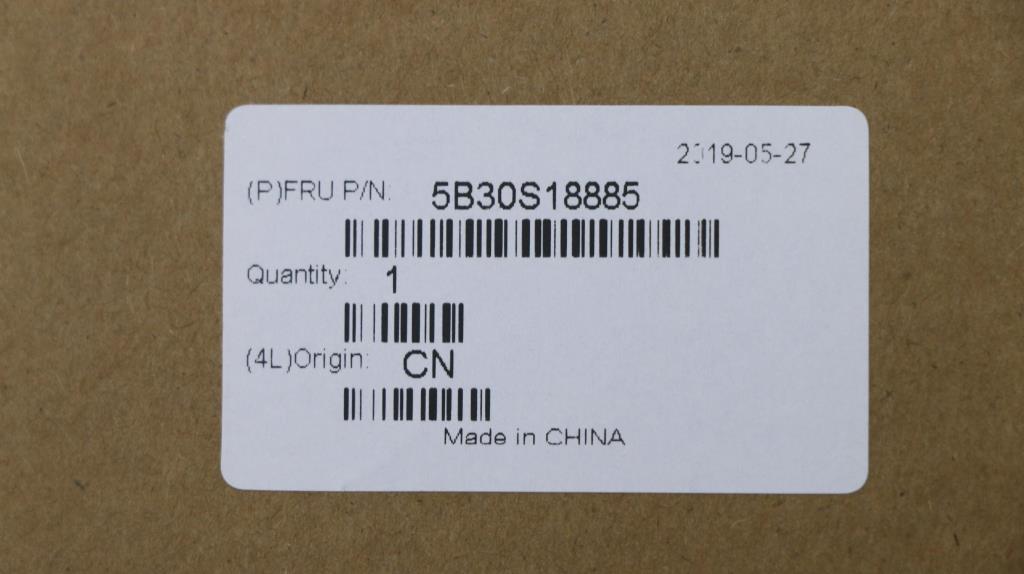 2019-05-27
(P)FRU P/N: 5B30S18885
Quantity: 1
(4L)Origin: CN
Made in CHINA